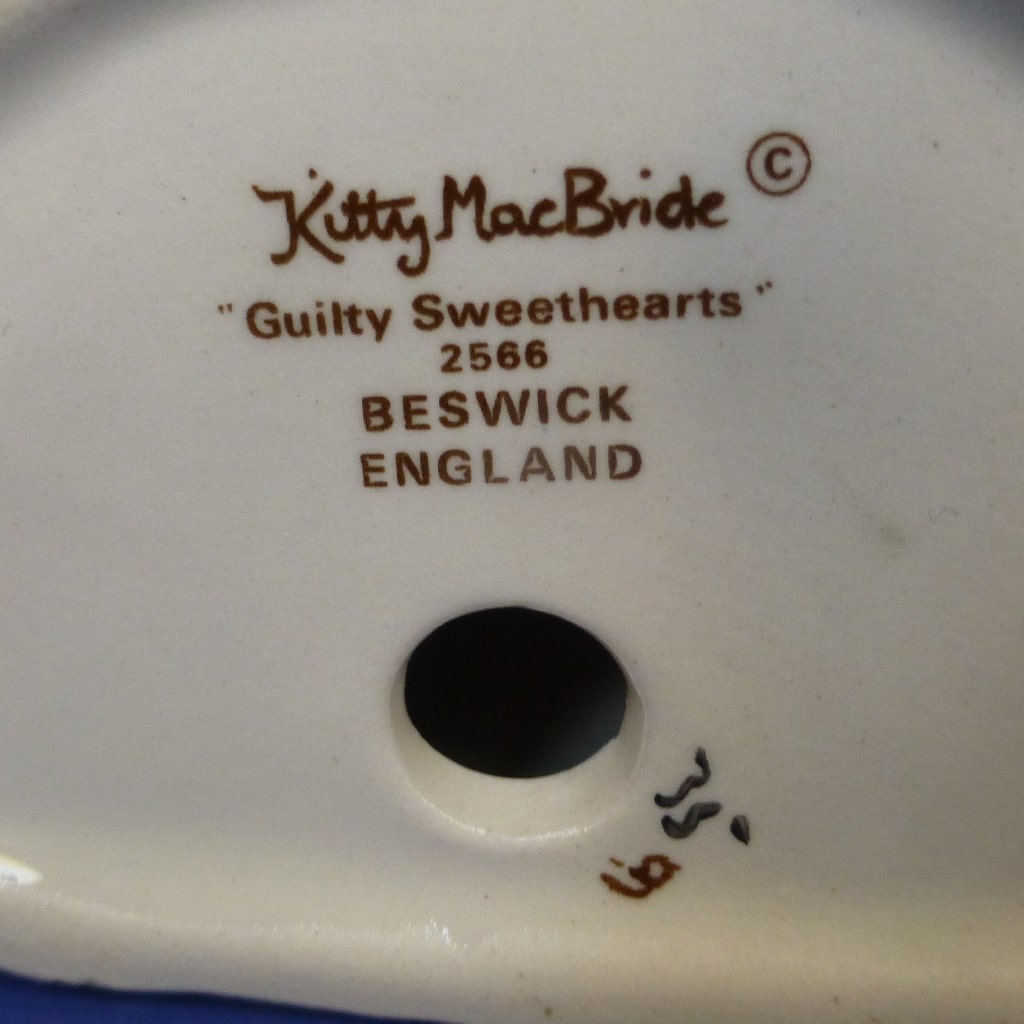 Kitty MacBride ©
"Guilty Sweethearts"
2566
BESWICK
ENGLAND